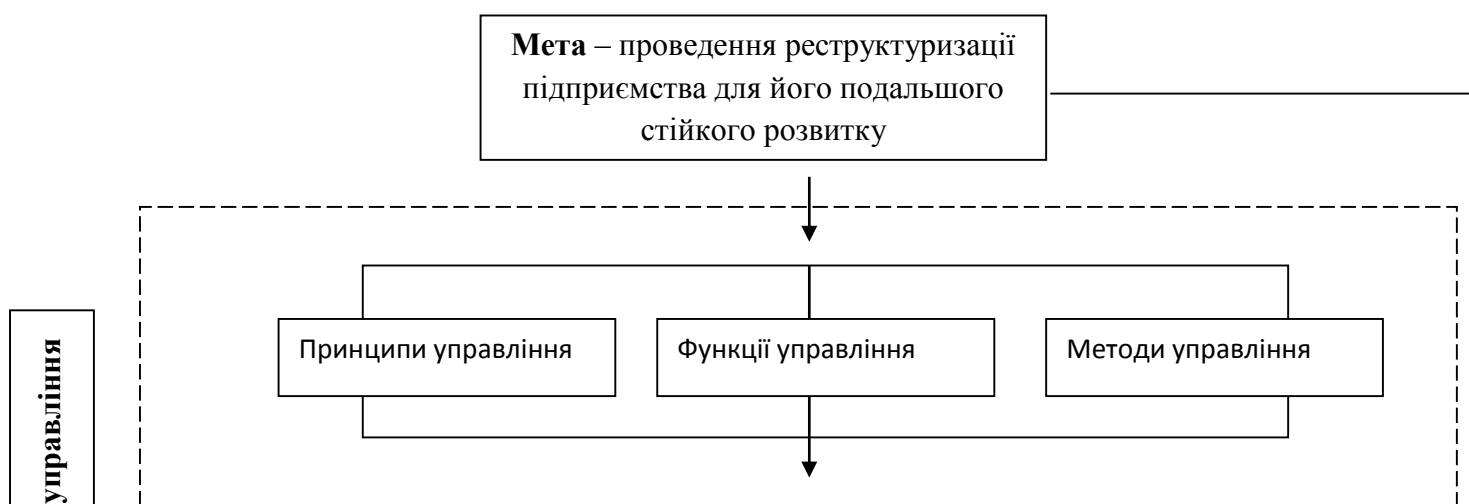 Мета – проведення реструктуризації
підприємства для його подальшого
стійкого розвитку
Принципи управління
Функції управління
Методи управління
управління